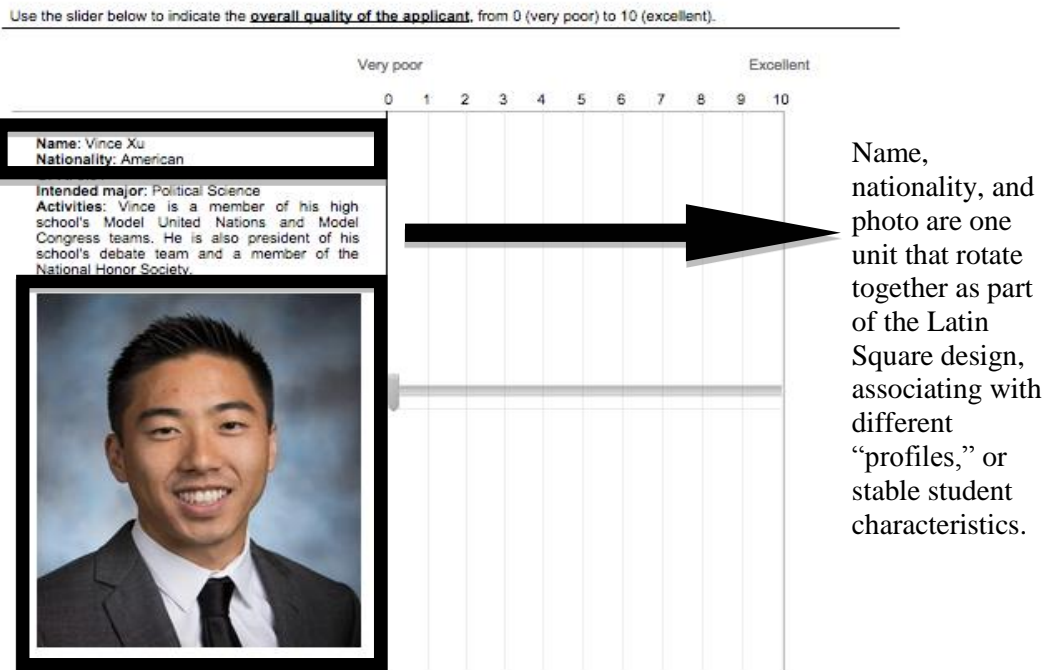 Use the slider below to indicate the overall quality of the applicant, from 0 (very poor) to 10 (excellent).
Very poor Excellent
0 1 2 3 4 5 6 7 8 9 10
Name: Vince Xu
Nationality: American
Intended major: Political Science
Activities: Vince is a member of his high
school's Model United Nations and Model
Congress teams. He is also president of his
school's debate team and a member of the
National Honor Society.
Name,
nationality, and
photo are one
unit that rotate
together as part
of the Latin
Square design,
associating with
different
“profiles,” or
stable student
characteristics.